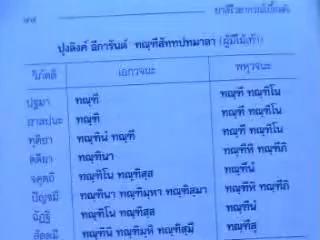 ๔๔ บาลีไวยากรณ์เบื้องต้น
ปุงลิงค์ อีการันต์ ทณฺฑีสัททปทมาลา (ผู้มีไม้เท้า)
วิภัตติ เอกวจนะ พหุวจนะ
ปฐมา ทณฺฑี ทณฺฑี ทณฺฑิโน
อาลปนะ ทณฺฑิ ทณฺฑี ทณฺฑิโน
ทุติยา ทณฺฑินํ ทณฺฑึ ทณฺฑี ทณฺฑิโน
ตติยา ทณฺฑินา ทณฺฑีหิ ทณฺฑีภิ
จตุตถี ทณฺฑิโน ทณฺฑิสฺส ทณฺฑีนํ
ปัญจมี ทณฺฑินา ทณฺฑิมฺหา ทณฺฑิสฺมา ทณฺฑีหิ ทณฺฑีภิ
ฉัฏฐี ทณฺฑิโน ทณฺฑิสฺส ทณฺฑีนํ
สัตตมี ทณฺฑินิ ทณฺฑิมฺหิ ทณฺฑิสฺมึ ทณฺฑีสุ